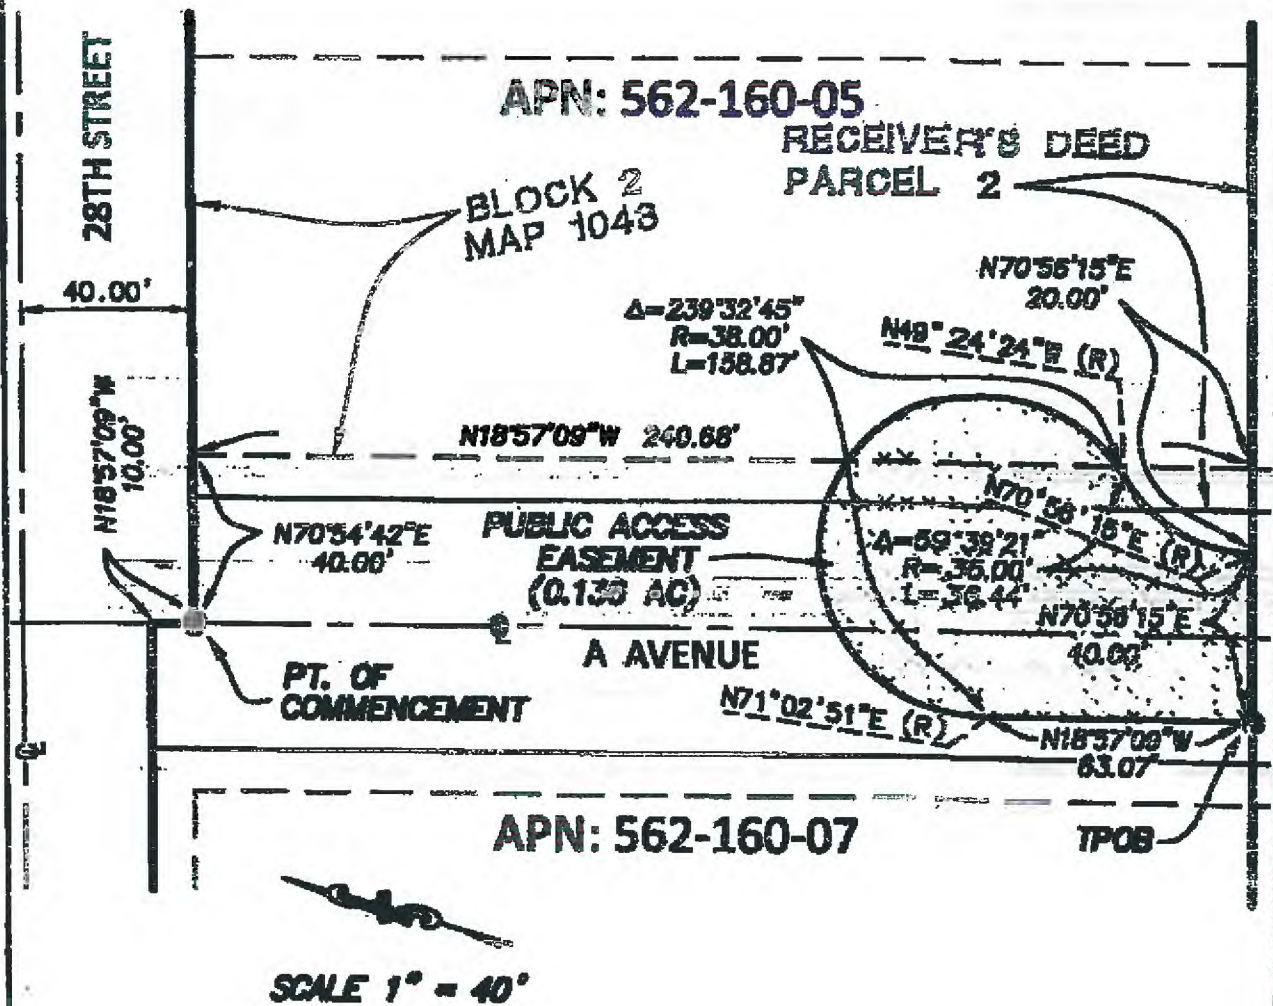 28TH STREET
APN: 562-160-05
RECEIVER'S DEED
PARCEL 2
BLOCK 2
MAP 1043
40.00'
N70°56'15"E
20.00'
Δ=239°32'45"
R=38.00'
L=158.87'
N49°24'24"W (R)
N18°57'09"W
10.00'
N18°57'09"W 240.68'
N70°54'42"E
40.00'
PUBLIC ACCESS
EASEMENT
AC)
N70°56'15"E (R)
Δ=59°39'21"
R=35.00'
L=36.44'
N70°56'15"E
40.00'
A AVENUE
PT. OF
COMMENCEMENT
N71°02'51"E (R)
N18°57'09"W
63.07'
APN: 562-160-07
TPOB
SCALE 1" = 40'